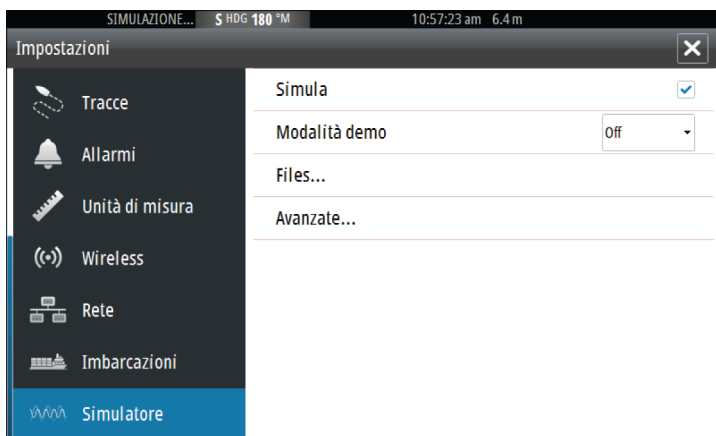 SIMULAZIONE... S HDG 180 °M 10:57:23 am 6.4 m
Impostazioni
Tracce
Allarmi
Unità di misura
Wireless
Rete
Imbarcazioni
Simulatore
Simula
Modalità demo Off
Files...
Avanzate...